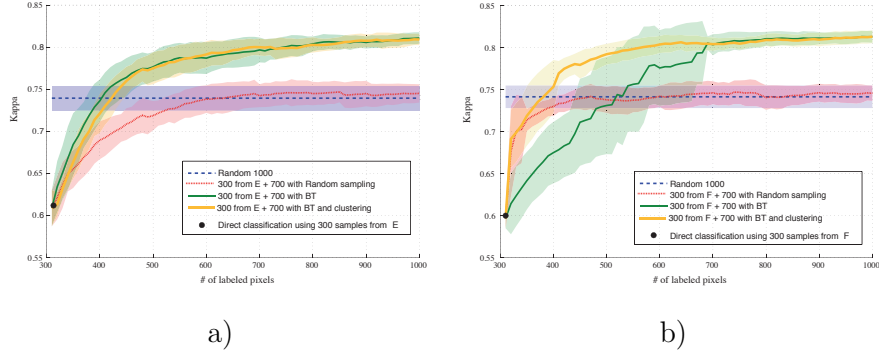 0.85
0.8
0.75
0.7
0.65
0.6
0.55
Kappa
300 400 500 600 700 800 900 1000
# of labeled pixels
Random 1000
300 from E + 700 with Random sampling
300 from E + 700 with BT
300 from E + 700 with BT and clustering
Direct classification using 300 samples from E
a)
0.85
0.8
0.75
0.7
0.65
0.6
0.55
Kappa
300 400 500 600 700 800 900 1000
# of labeled pixels
Random 1000
300 from F + 700 with Random sampling
300 from F + 700 with BT
300 from F + 700 with BT and clustering
Direct classification using 300 samples from F
b)